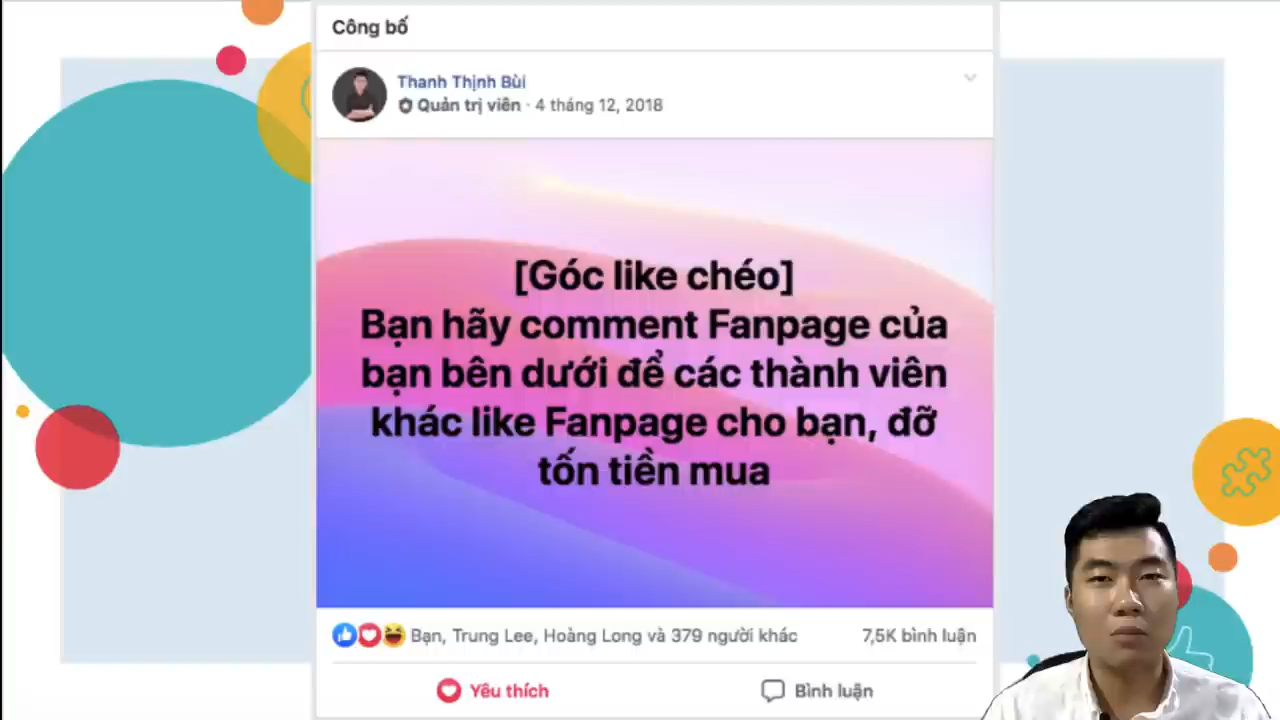 Công bố
Thanh Thịnh Bùi
Quản trị viên · 4 tháng 12, 2018
[Góc like chéo]
Bạn hãy comment Fanpage của
bạn bên dưới để các thành viên
khác like Fanpage cho bạn, đỡ
tốn tiền mua
Bạn, Trung Lee, Hoàng Long và 379 người khác
7,5K bình luận
Yêu thích
Bình luận